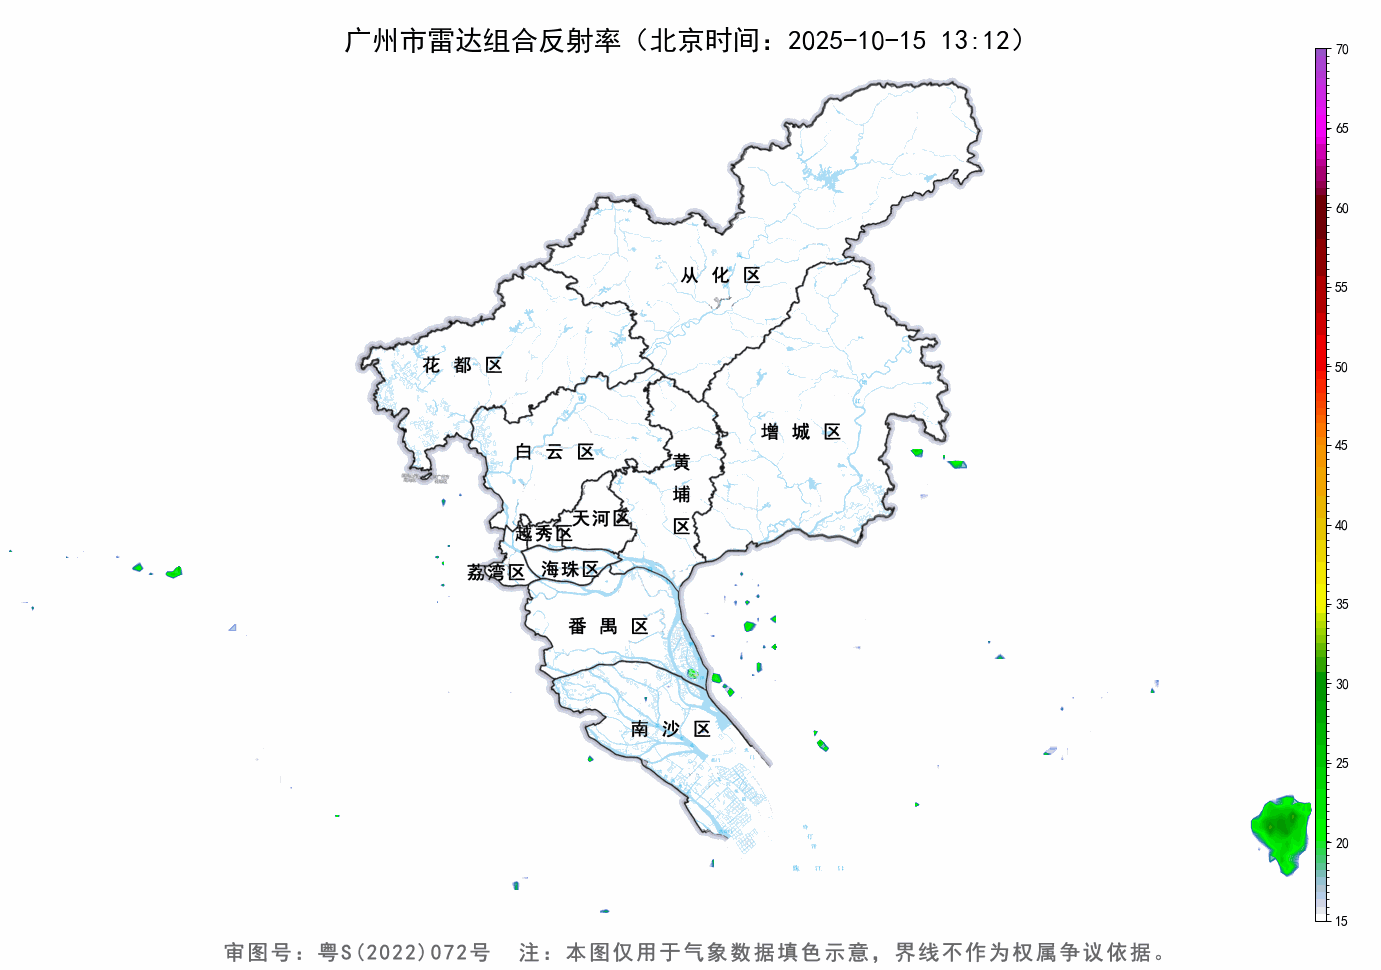 广州市雷达组合反射率（北京时间：2025-10-15 13:12）
70
65
60
55
50
45
40
35
30
25
20
15
从化区
花都区
增城区
白云区
黄埔区
天河区
越秀区
海珠区
荔湾区
番禺区
南沙区
审图号：粤S(2022)072号 注：本图仅用于气象数据填色示意，界线不作为权属争议依据。